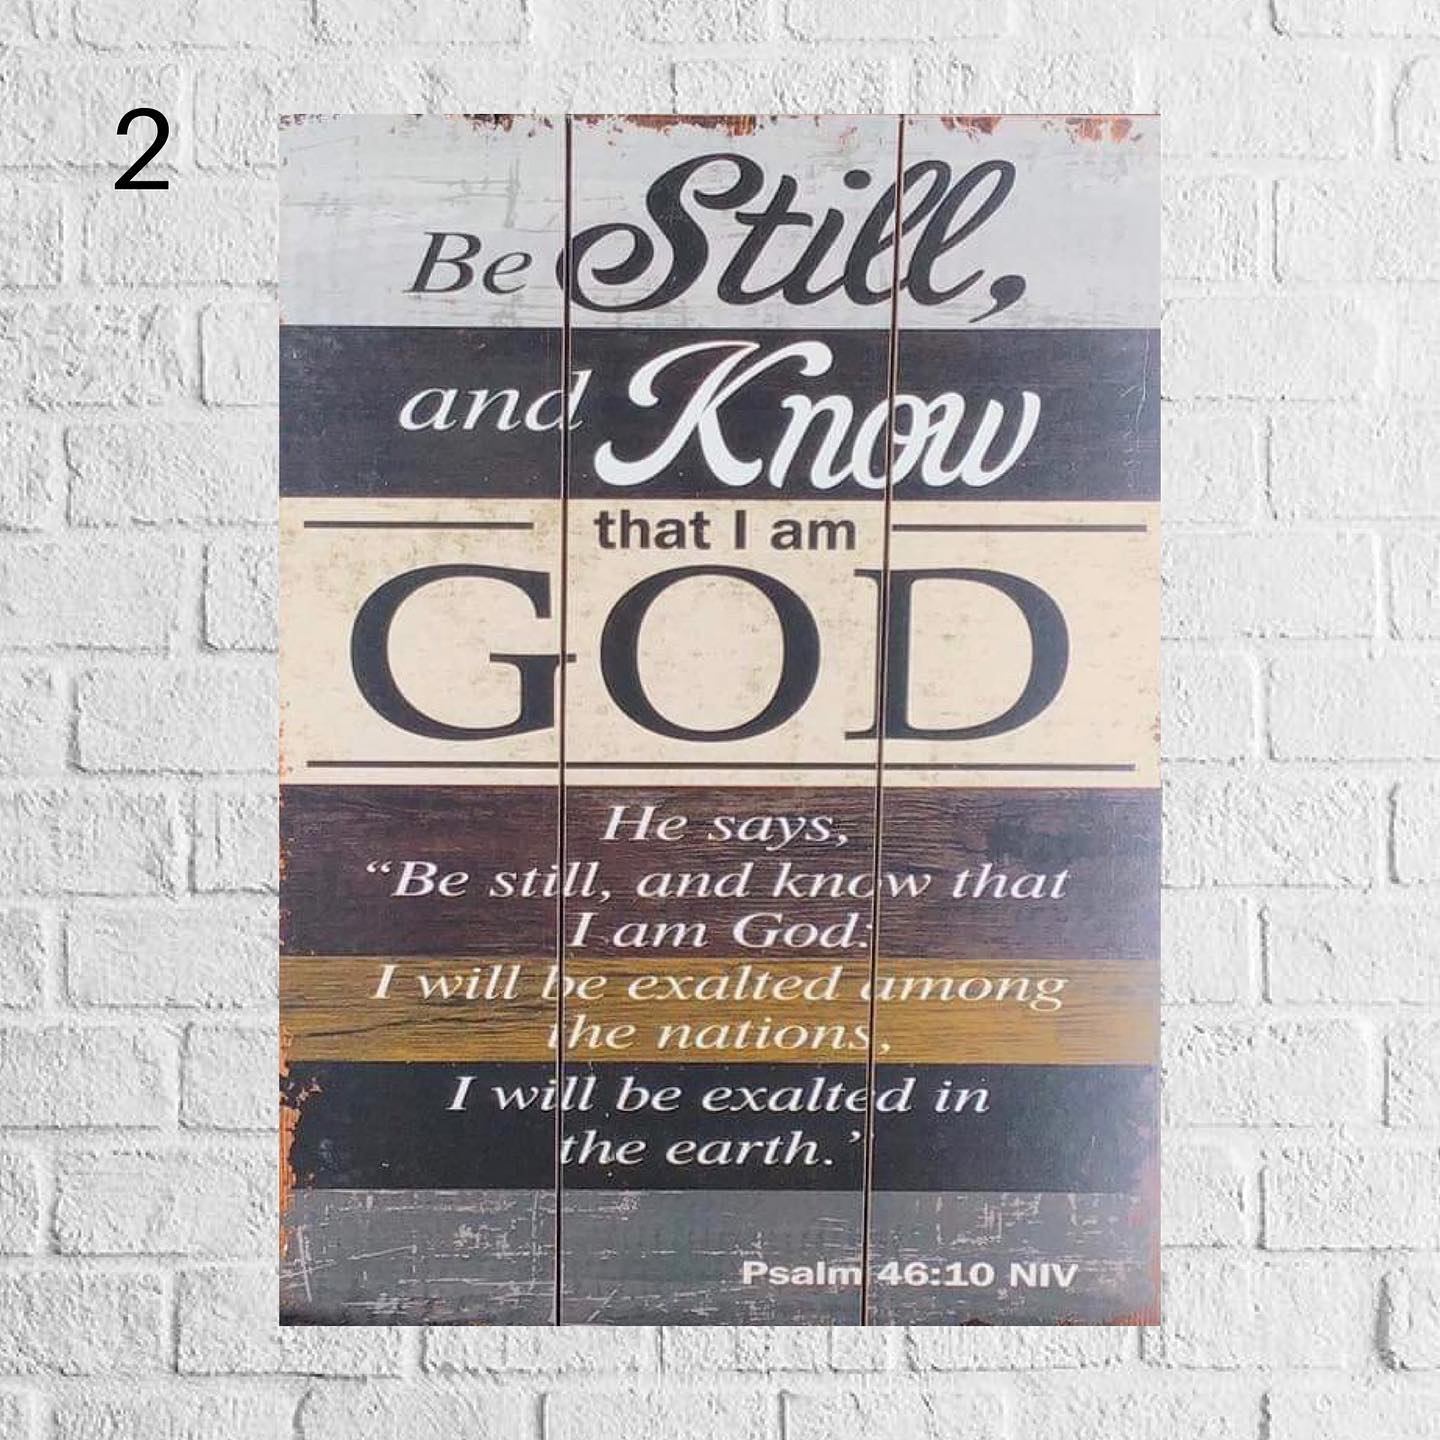 2
Be Still,
and Know
that I am
GOD
He says,
“Be still, and know that
I am God:
I will be exalted among
the nations,
I will be exalted in
the earth.’
Psalm 46:10 NIV